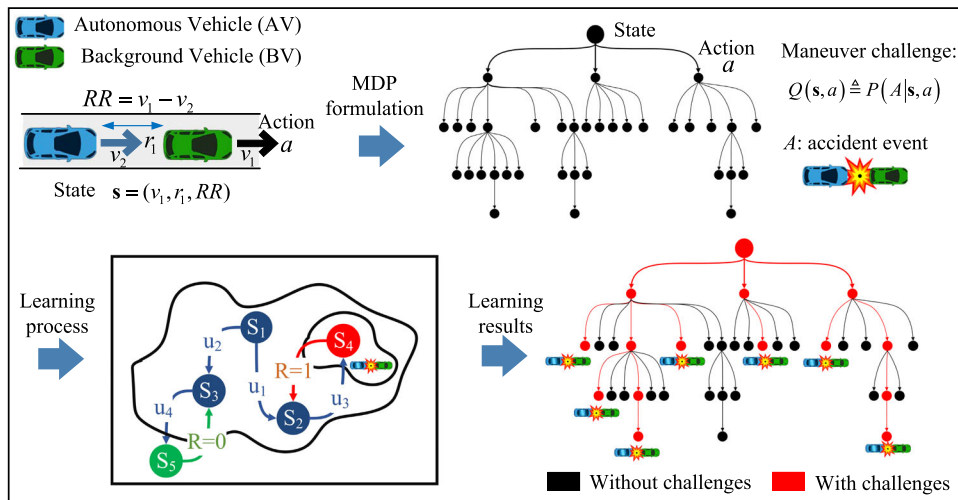 Autonomous Vehicle (AV)
Background Vehicle (BV)
RR = v₁ − v₂
Action
a
r₁
v₂
v₁
State s = (v₁, r₁, RR)
MDP
formulation
State
Action
a
Maneuver challenge:
Q(s, a) ≜ P(A|s, a)
A: accident event
Learning
process
S₁
S₄
u₂
R=1
S₃
u₁
u₄
S₂
u₃
R=0
S₅
Learning
results
Without challenges
With challenges